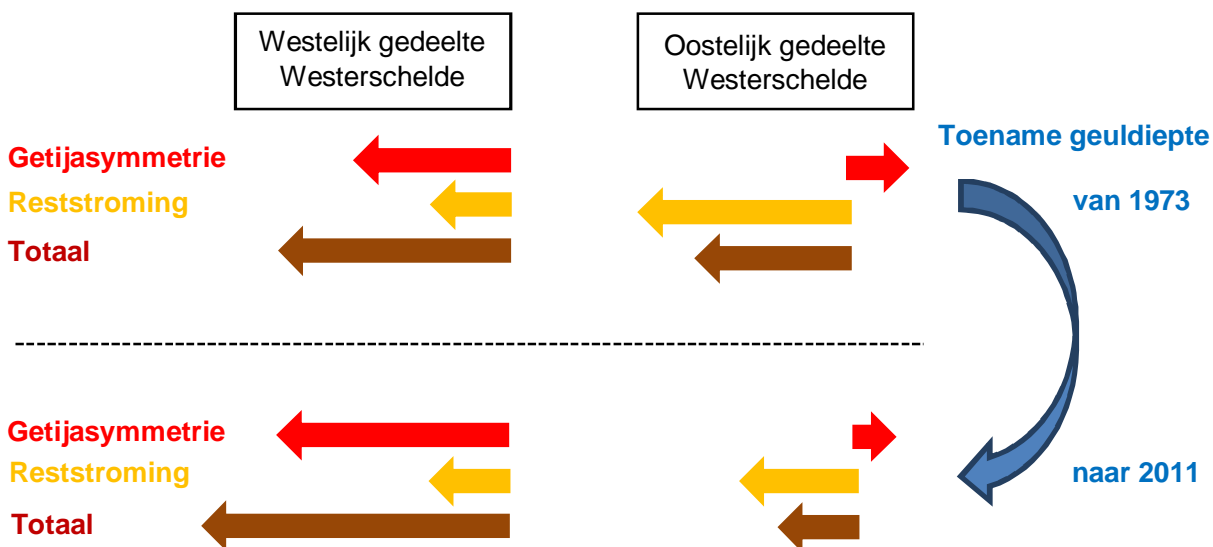 Westelijk gedeelte
Westerschelde
Oostelijk gedeelte
Westerschelde
Toename geuldiepte
Getijasymmetrie
Reststroming
van 1973
Totaal
Getijasymmetrie
Reststroming
naar 2011
Totaal